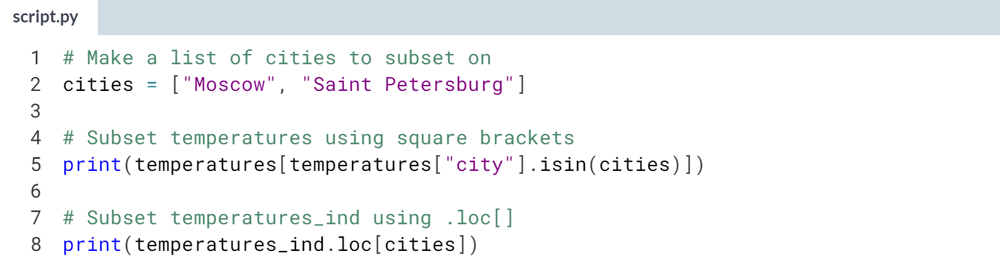 script.py
1 # Make a list of cities to subset on
2 cities = ["Moscow", "Saint Petersburg"]
3
4 # Subset temperatures using square brackets
5 print(temperatures[temperatures["city"].isin(cities)])
6
7 # Subset temperatures_ind using .loc[]
8 print(temperatures_ind.loc[cities])